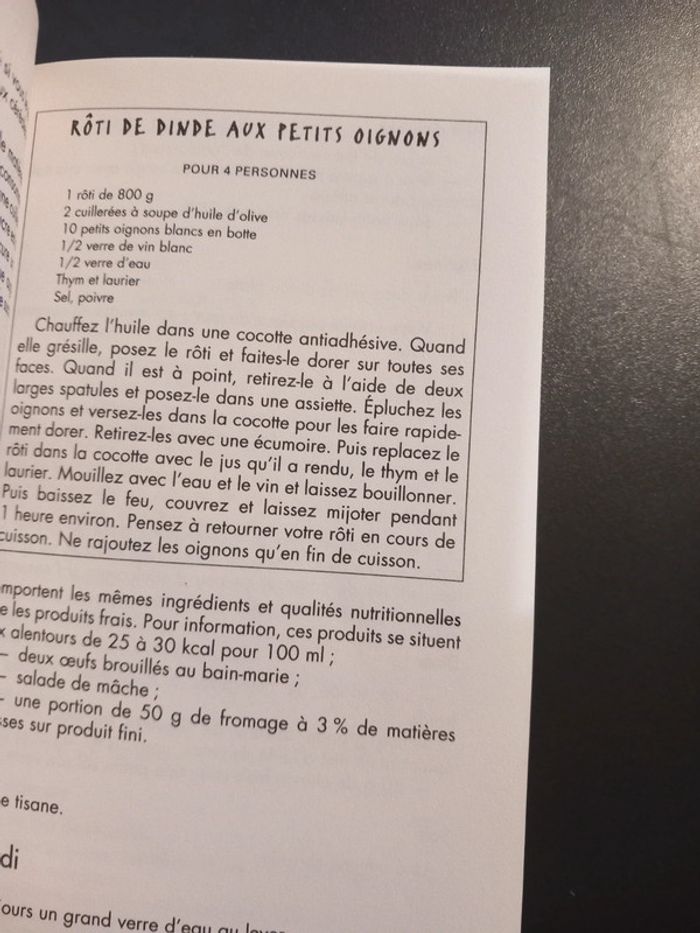 RÔTI DE DINDE AUX PETITS OIGNONS
POUR 4 PERSONNES
1 rôti de 800 g
2 cuillerées à soupe d'huile d'olive
10 petits oignons blancs en botte
1/2 verre de vin blanc
1/2 verre d'eau
Thym et laurier
Sel, poivre
Chauffez l'huile dans une cocotte antiadhésive. Quand
elle grésille, posez le rôti et faites-le dorer sur toutes ses
faces. Quand il est à point, retirez-le à l'aide de deux
larges spatules et posez-le dans une assiette. Épluchez les
oignons et versez-les dans la cocotte pour les faire rapide-
ment dorer. Retirez-les avec une écumoire. Puis replacez le
rôti dans la cocotte avec le jus qu'il a rendu, le thym et le
laurier. Mouillez avec l'eau et le vin et laissez bouillonner.
Puis baissez le feu, couvrez et laissez mijoter pendant
1 heure environ. Pensez à retourner votre rôti en cours de
cuisson. Ne rajoutez les oignons qu'en fin de cuisson.
mportent les mêmes ingrédients et qualités nutritionnelles
e les produits frais. Pour information, ces produits se situent
x alentours de 25 à 30 kcal pour 100 ml ;
– deux œufs brouillés au bain-marie ;
– salade de mâche ;
– une portion de 50 g de fromage à 3 % de matières
sses sur produit fini.
e tisane.
di
ours un grand verre d'eau au lever